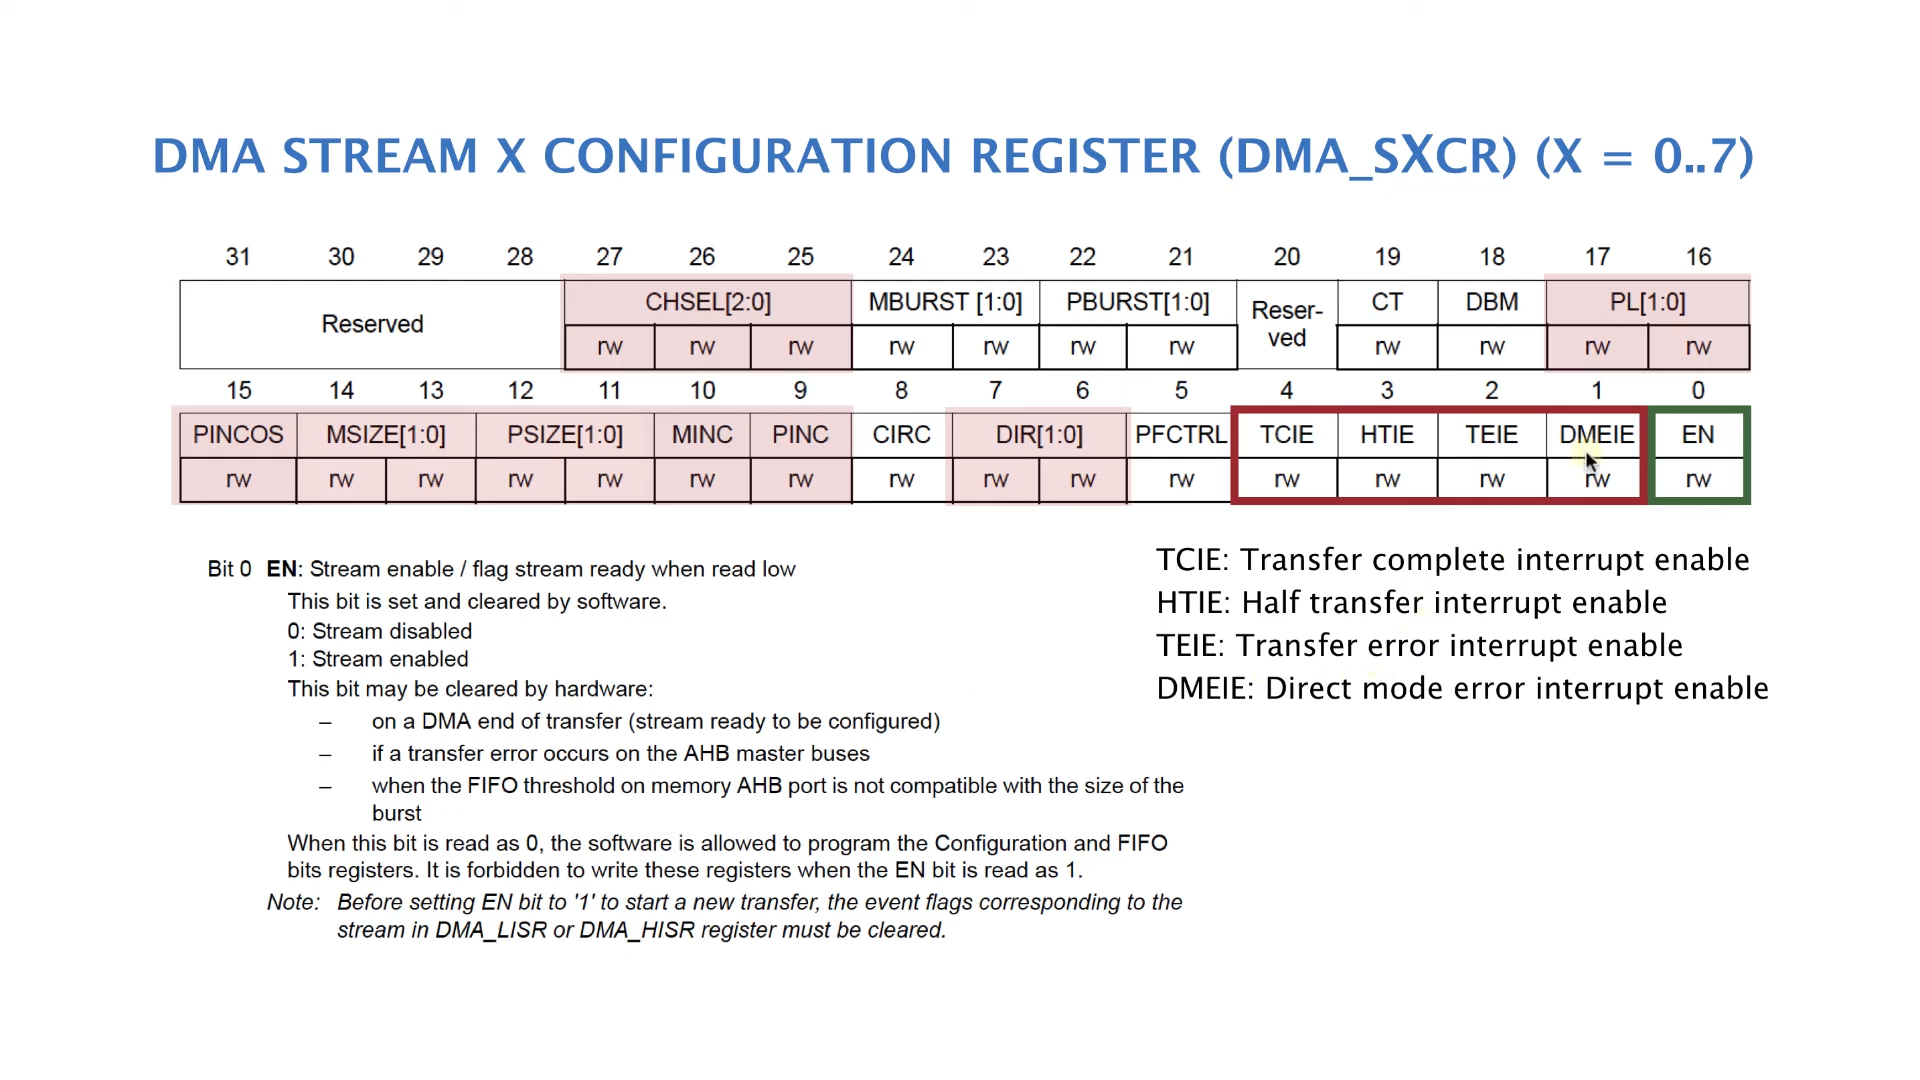 DMA STREAM X CONFIGURATION REGISTER (DMA_SXCR) (X = 0..7)
31 30 29 28 27 26 25 24 23 22 21 20 19 18 17 16
Reserved CHSEL[2:0] MBURST [1:0] PBURST[1:0] Reser-ved CT DBM PL[1:0]
rw rw rw rw rw rw rw rw rw rw rw
15 14 13 12 11 10 9 8 7 6 5 4 3 2 1 0
PINCOS MSIZE[1:0] PSIZE[1:0] MINC PINC CIRC DIR[1:0] PFCTRL TCIE HTIE TEIE DMEIE EN
rw rw rw rw rw rw rw rw rw rw rw rw rw rw rw rw
Bit 0 EN: Stream enable / flag stream ready when read low
This bit is set and cleared by software.
0: Stream disabled
1: Stream enabled
This bit may be cleared by hardware:
– on a DMA end of transfer (stream ready to be configured)
– if a transfer error occurs on the AHB master buses
– when the FIFO threshold on memory AHB port is not compatible with the size of the
burst
When this bit is read as 0, the software is allowed to program the Configuration and FIFO
bits registers. It is forbidden to write these registers when the EN bit is read as 1.
Note: Before setting EN bit to '1' to start a new transfer, the event flags corresponding to the
stream in DMA_LISR or DMA_HISR register must be cleared.
TCIE: Transfer complete interrupt enable
HTIE: Half transfer interrupt enable
TEIE: Transfer error interrupt enable
DMEIE: Direct mode error interrupt enable